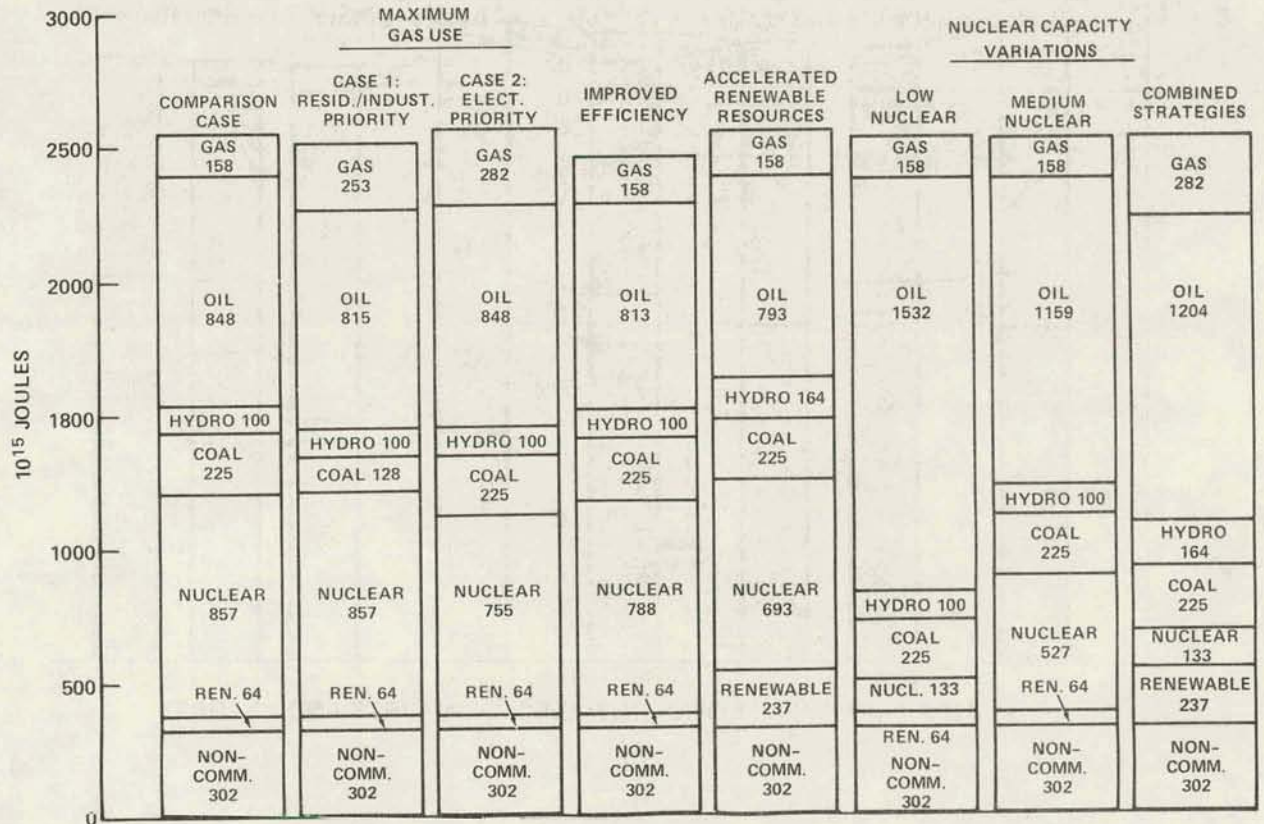 3000
2500
2000
1800
1000
500
0
10¹⁵ JOULES
MAXIMUM
GAS USE
NUCLEAR CAPACITY
VARIATIONS
COMPARISON
CASE
GAS
158
OIL
848
HYDRO 100
COAL
225
NUCLEAR
857
REN. 64
NON–
COMM.
302
CASE 1:
RESID./INDUST.
PRIORITY
GAS
253
OIL
815
HYDRO 100
COAL 128
NUCLEAR
857
REN. 64
NON–
COMM.
302
CASE 2:
ELECT.
PRIORITY
GAS
282
OIL
848
HYDRO 100
COAL
225
NUCLEAR
755
REN. 64
NON–
COMM.
302
IMPROVED
EFFICIENCY
GAS
158
OIL
813
HYDRO 100
COAL
225
NUCLEAR
788
REN. 64
NON–
COMM.
302
ACCELERATED
RENEWABLE
RESOURCES
GAS
158
OIL
793
HYDRO 164
COAL
225
NUCLEAR
693
RENEWABLE
237
NON–
COMM.
302
LOW
NUCLEAR
GAS
158
OIL
1532
HYDRO 100
COAL
225
NUCL. 133
REN. 64
NON–
COMM.
302
MEDIUM
NUCLEAR
GAS
158
OIL
1159
HYDRO 100
COAL
225
NUCLEAR
527
REN. 64
NON–
COMM.
302
COMBINED
STRATEGIES
GAS
282
OIL
1204
HYDRO
164
COAL
225
NUCLEAR
133
RENEWABLE
237
NON–
COMM.
302